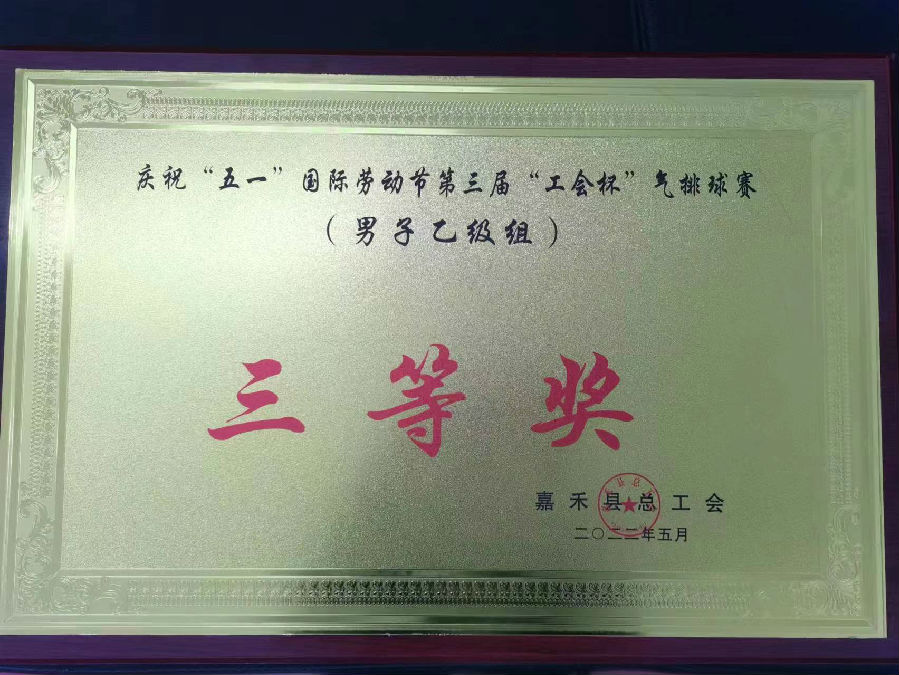 庆祝“五一”国际劳动节第三届“工会杯”气排球赛
（男子乙级组）
三等奖
嘉禾县总工会
二〇二二年五月